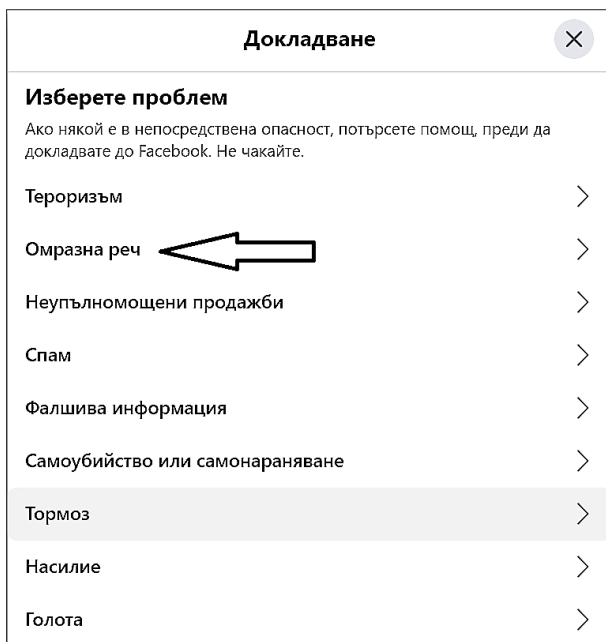 Докладване
Изберете проблем
Ако някой е в непосредствена опасност, потърсете помощ, преди да
докладвате до Facebook. Не чакайте.
Тероризъм
Омразна реч
Неупълномощени продажби
Спам
Фалшива информация
Самоубийство или самонараняване
Тормоз
Насилие
Голота